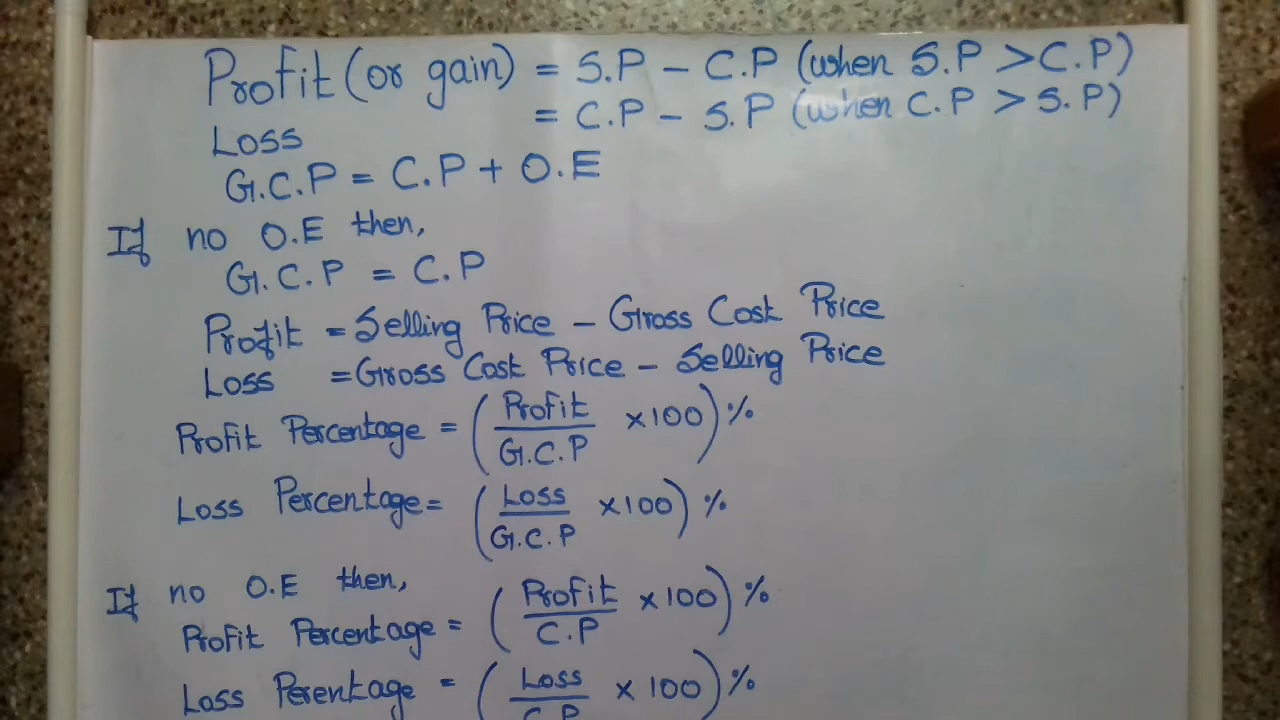 Profit (or gain) = S.P - C.P (when S.P > C.P)
Loss = C.P - S.P (when C.P > S.P)
G.C.P = C.P + O.E
If no O.E then,
G.C.P = C.P
Profit = Selling Price - Gross Cost Price
Loss = Gross Cost Price - Selling Price
Profit Percentage = (Profit/G.C.P × 100) %
Loss Percentage = (Loss/G.C.P × 100) %
If no O.E then,
Profit Percentage = (Profit/C.P × 100) %
Loss Perentage = (Loss/C.P × 100) %